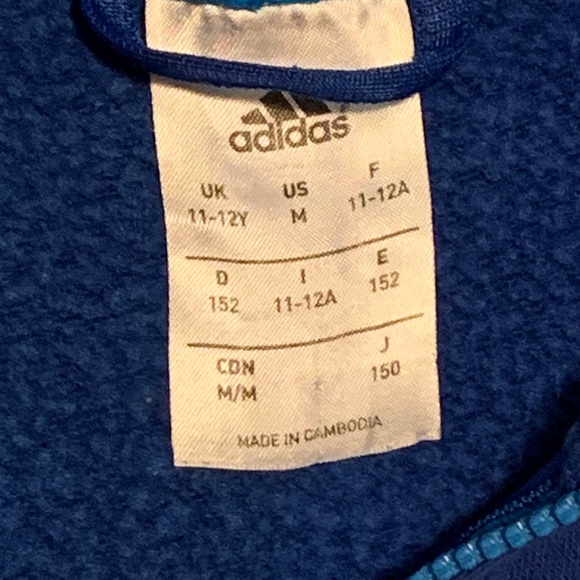 adidas
UK US F
11-12Y M 11-12A
D I E
152 11-12A 152
CDN J
M/M 150
MADE IN CAMBODIA